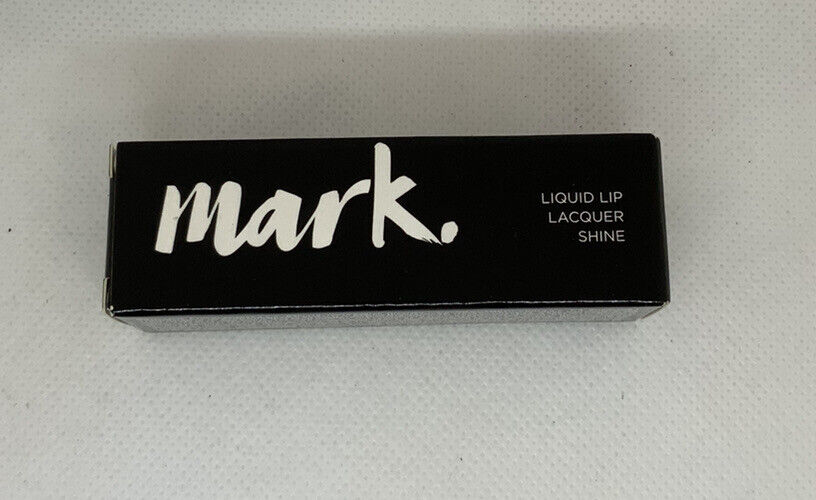 mark.
LIQUID LIP
LACQUER
SHINE